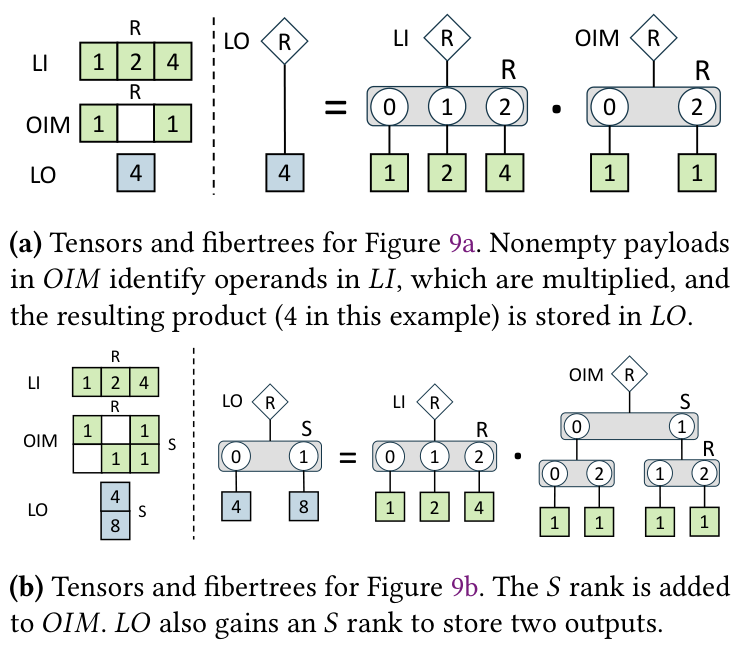 R
LI 1 2 4
R
OIM 1 1
LO 4
LO R
4
=
LI R
R
0 1 2
1 2 4
·
OIM R
R
0 2
1 1
(a) Tensors and fibertrees for Figure 9a. Nonempty payloads
in OIM identify operands in LI, which are multiplied, and
the resulting product (4 in this example) is stored in LO.
R
LI 1 2 4
R
OIM 1 1 S
1 1
LO 4 S
8
LO R
S
0 1
4 8
=
LI R
R
0 1 2
1 2 4
·
OIM R
S
0 1
R
0 2 1 2
1 1 1 1
(b) Tensors and fibertrees for Figure 9b. The S rank is added
to OIM. LO also gains an S rank to store two outputs.